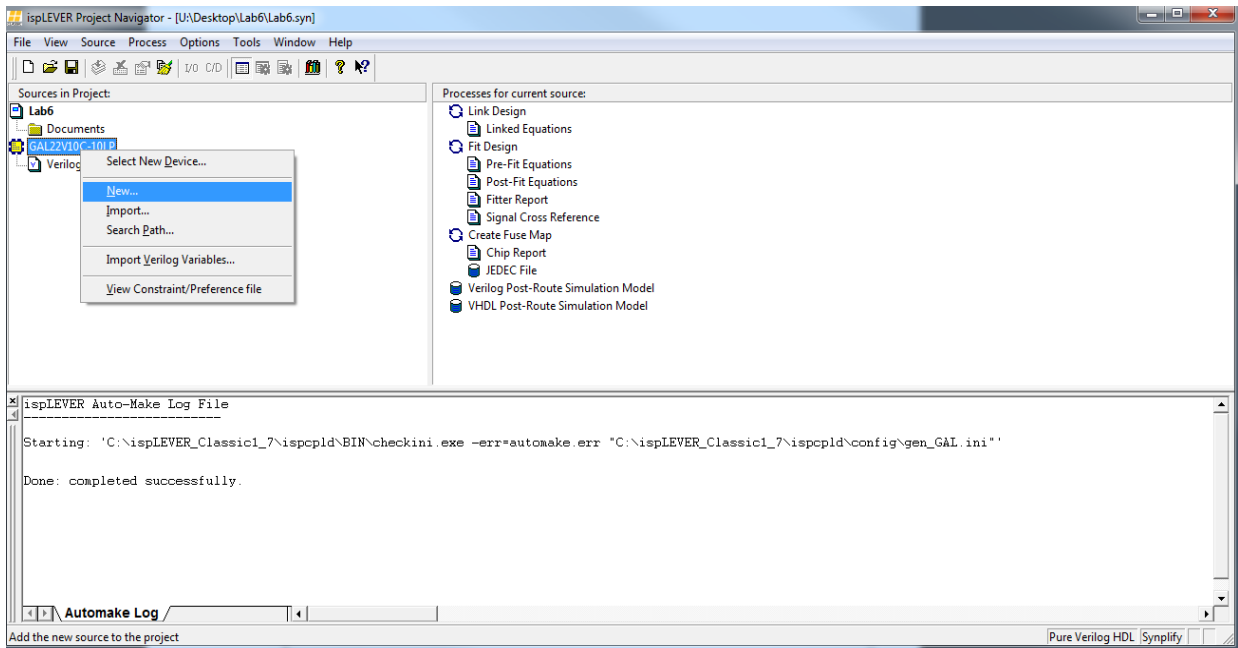 ispLEVER Project Navigator - [U:\Desktop\Lab6\Lab6.syn]
File View Source Process Options Tools Window Help
I/O C/D
Sources in Project:
Lab6
Documents
GAL22V10C-10LP
Verilog
Select New Device...
New...
Import...
Search Path...
Import Verilog Variables...
View Constraint/Preference file
Processes for current source:
Link Design
Linked Equations
Fit Design
Pre-Fit Equations
Post-Fit Equations
Fitter Report
Signal Cross Reference
Create Fuse Map
Chip Report
JEDEC File
Verilog Post-Route Simulation Model
VHDL Post-Route Simulation Model
ispLEVER Auto-Make Log File
---------------------------
Starting: 'C:\ispLEVER_Classic1_7\ispcpld\BIN\checkini.exe -err=automake.err "C:\ispLEVER_Classic1_7\ispcpld\config\gen_GAL.ini"'
Done: completed successfully.
Automake Log
Add the new source to the project
Pure Verilog HDL Synplify